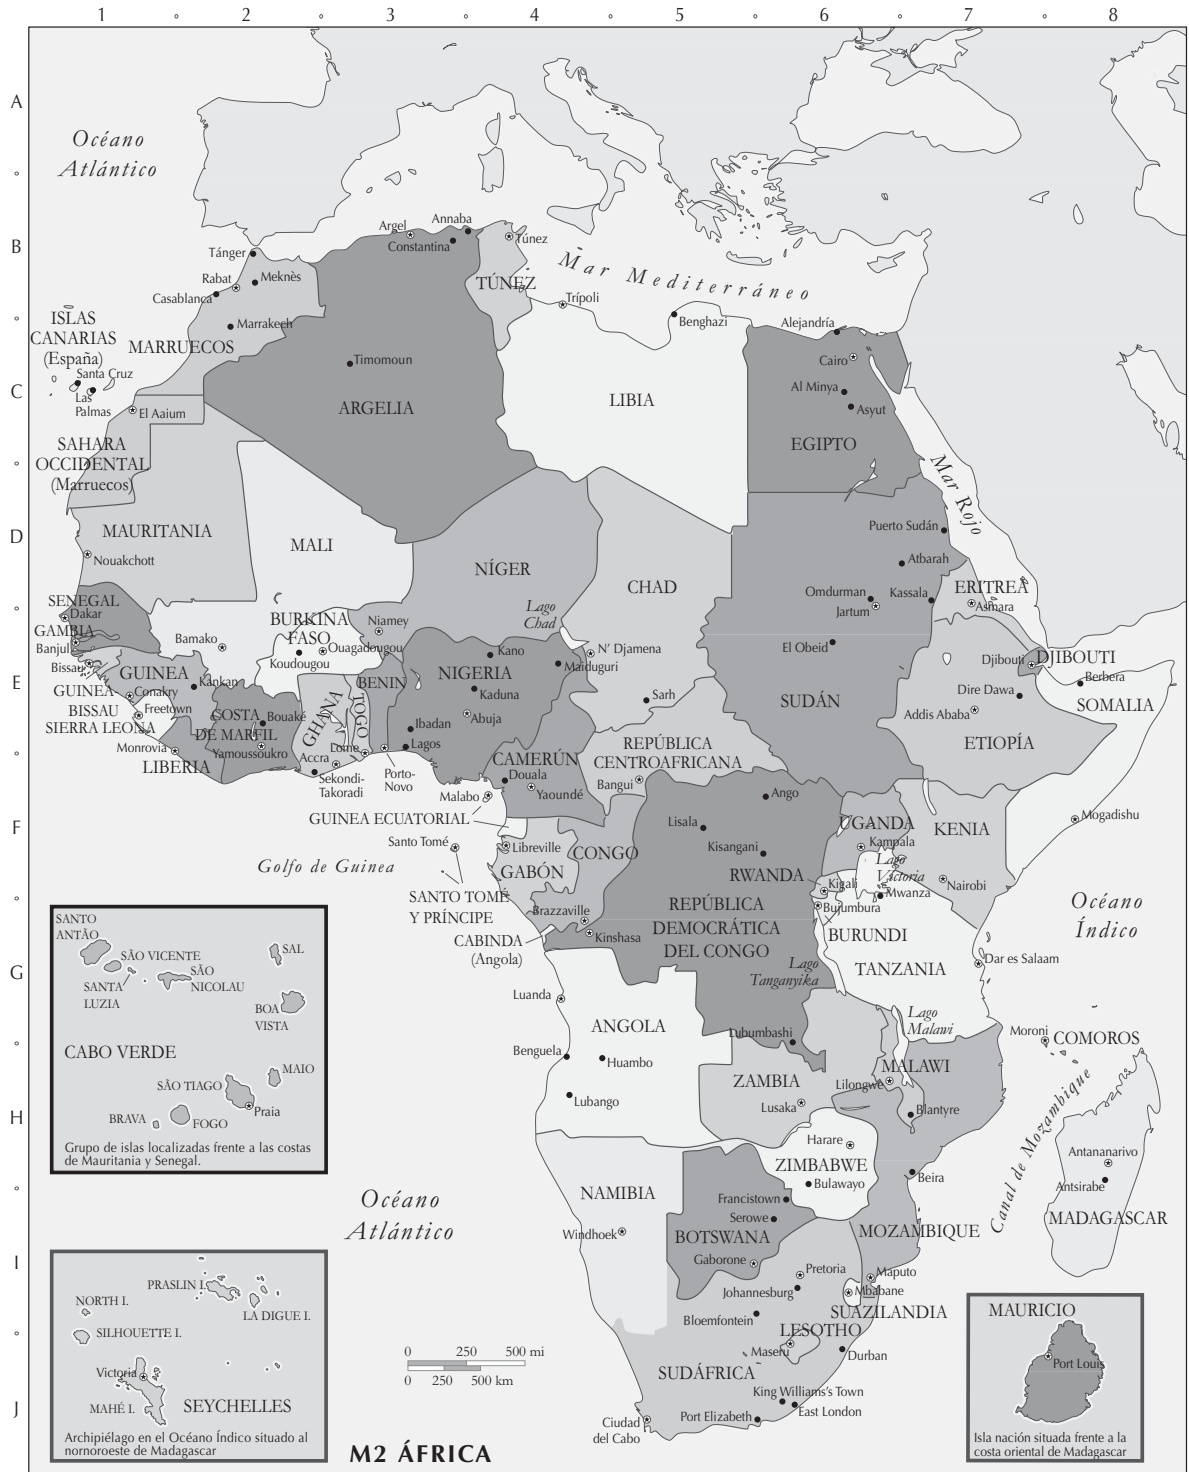 1 2 3 4 5 6 7 8
A
B
C
D
E
F
G
H
I
J
Océano
Atlántico
Argel
Annaba
Constantina
Túnez
TÚNEZ
Tánger
Rabat
Meknès
Casablanca
Marrakech
MARRUECOS
Mar Mediterráneo
Trípoli
Benghazi
Alejandría
Cairo
Al Minya
Asyut
EGIPTO
ISLAS
CANARIAS
(España)
Santa Cruz
Las
Palmas
El Aaium
SAHARA
OCCIDENTAL
(Marruecos)
Timomoun
ARGELIA
LIBIA
Mar Rojo
MAURITANIA
Nouakchott
MALI
NÍGER
CHAD
Lago
Chad
Puerto Sudán
Atbarah
Omdurman
Jartum
Kassala
El Obeid
SUDÁN
ERITREA
Asmara
SENEGAL
Dakar
GAMBIA
Banjul
Bissau
GUINEA-
BISSAU
GUINEA
Conakry
Kankan
Freetown
SIERRA LEONA
Monrovia
LIBERIA
Bamako
BURKINA
FASO
Ouagadougou
Koudougou
Niamey
COSTA
DE MARFIL
Bouaké
Yamoussoukro
GHANA
TOGO
BENIN
Accra
Lome
Sekondi-
Takoradi
Porto-
Novo
NIGERIA
Kano
Maiduguri
Kaduna
Abuja
Ibadan
Lagos
N’ Djamena
Sarh
Djibouti
DJIBOUTI
Berbera
Dire Dawa
Addis Ababa
SOMALIA
ETIOPÍA
REPÚBLICA
CENTROAFRICANA
Bangui
CAMERÚN
Douala
Yaoundé
Malabo
GUINEA ECUATORIAL
Santo Tomé
Golfo de Guinea
SANTO TOMÉ
Y PRÍNCIPE
Libreville
GABÓN
CONGO
Brazzaville
CABINDA
(Angola)
Kinshasa
Ango
Lisala
Kisangani
REPÚBLICA
DEMOCRÁTICA
DEL CONGO
RWANDA
Kigali
Bujumbura
BURUNDI
UGANDA
Kampala
KENIA
Lago
Victoria
Nairobi
Mwanza
Mogadishu
Océano
Índico
TANZANIA
Dar es Salaam
Lago
Tanganyika
Lago
Malawi
Luanda
ANGOLA
Benguela
Huambo
Lubango
Lubumbashi
ZAMBIA
Lusaka
MALAWI
Lilongwe
Blantyre
Moroni
COMOROS
Canal de Mozambique
Antananarivo
Antsirabe
MADAGASCAR
Harare
ZIMBABWE
Bulawayo
Beira
MOZAMBIQUE
NAMIBIA
Windhoek
Francistown
Serowe
BOTSWANA
Gaborone
Pretoria
Johannesburg
Maputo
Mbabane
SUAZILANDIA
Bloemfontein
LESOTHO
Maseru
Durban
SUDÁFRICA
King Williams’s Town
East London
Port Elizabeth
Ciudad
del Cabo
Océano
Atlántico
SANTO
ANTÃO
SÃO VICENTE
SANTA
LUZIA
SÃO
NICOLAU
SAL
BOA
VISTA
CABO VERDE
SÃO TIAGO
MAIO
Praia
BRAVA
FOGO
Grupo de islas localizadas frente a las costas
de Mauritania y Senegal.
PRASLIN I.
NORTH I.
LA DIGUE I.
SILHOUETTE I.
Victoria
MAHÉ I.
SEYCHELLES
Archipiélago en el Océano Índico situado al
nornoroeste de Madagascar
0 250 500 mi
0 250 500 km
M2 ÁFRICA
MAURICIO
Port Louis
Isla nación situada frente a la
costa oriental de Madagascar